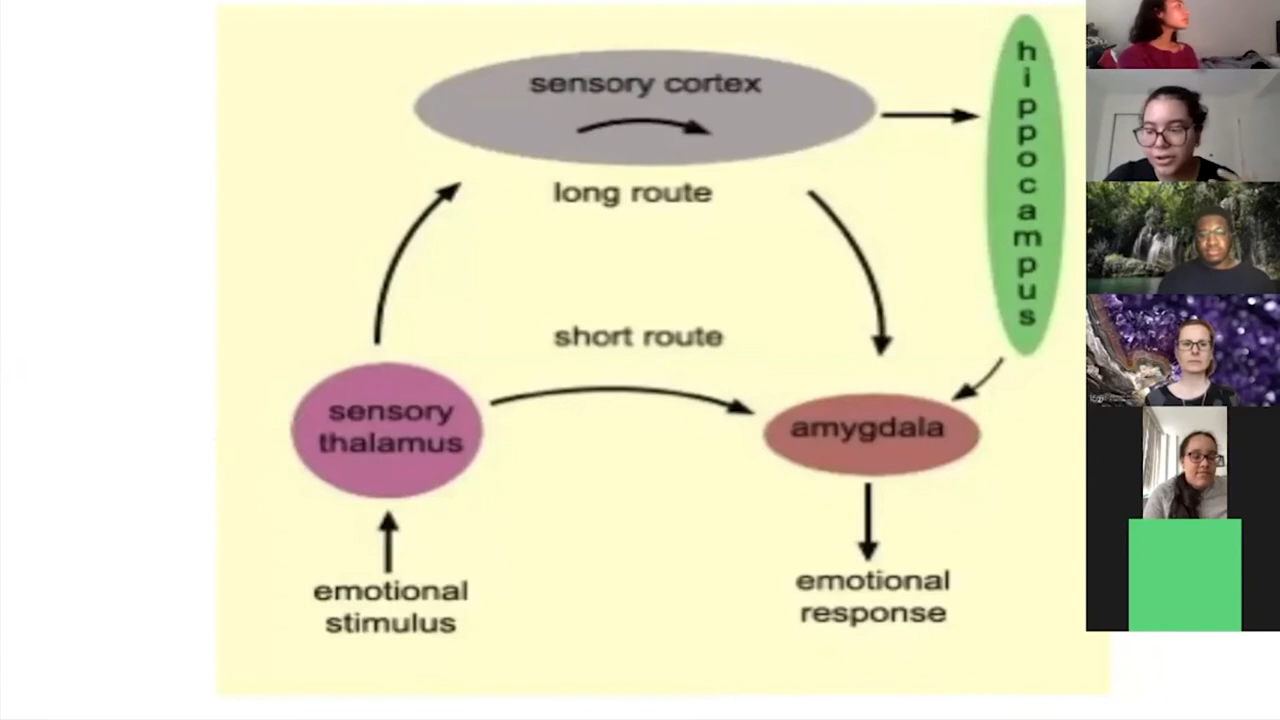 sensory cortex
hippocampus
long route
short route
sensory
thalamus
amygdala
emotional
stimulus
emotional
response